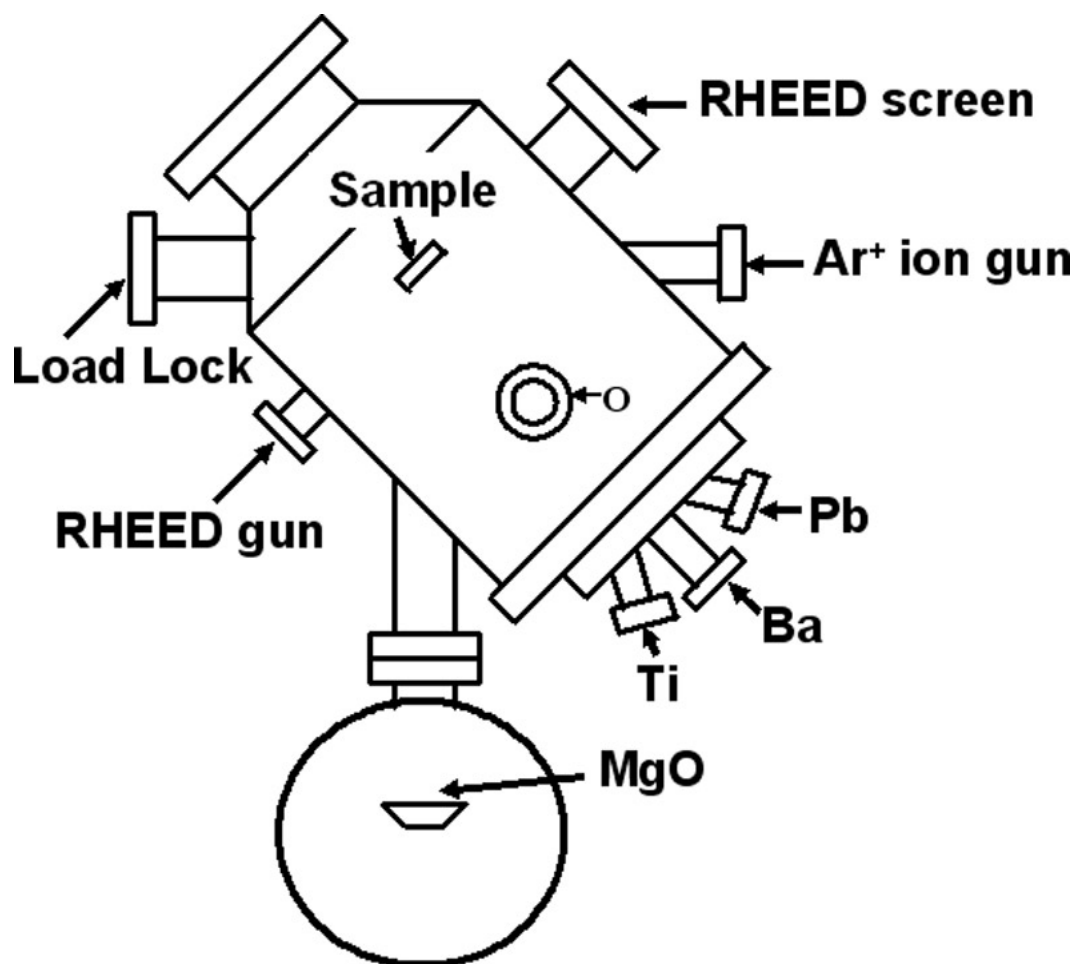 RHEED screen
Sample
Ar⁺ ion gun
Load Lock
O
RHEED gun
Pb
Ba
Ti
MgO